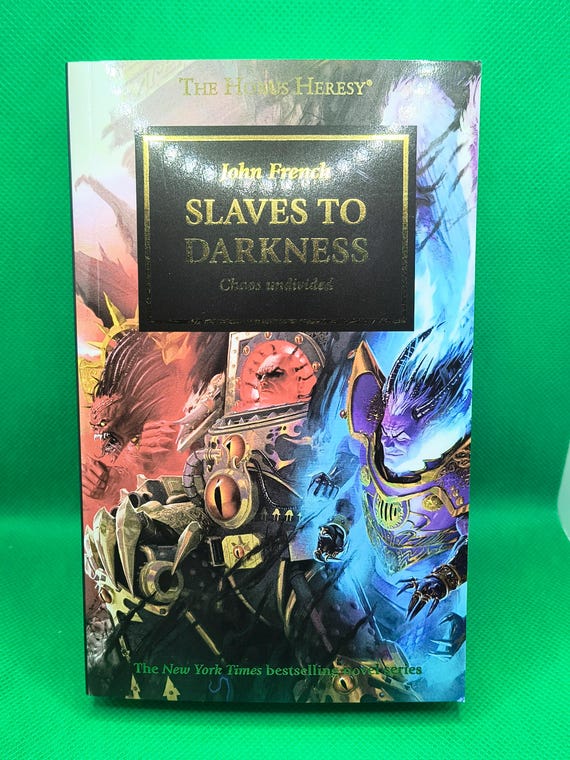 THE HORUS HERESY®
John French
SLAVES TO
DARKNESS
Chaos undivided
The New York Times bestselling novel series